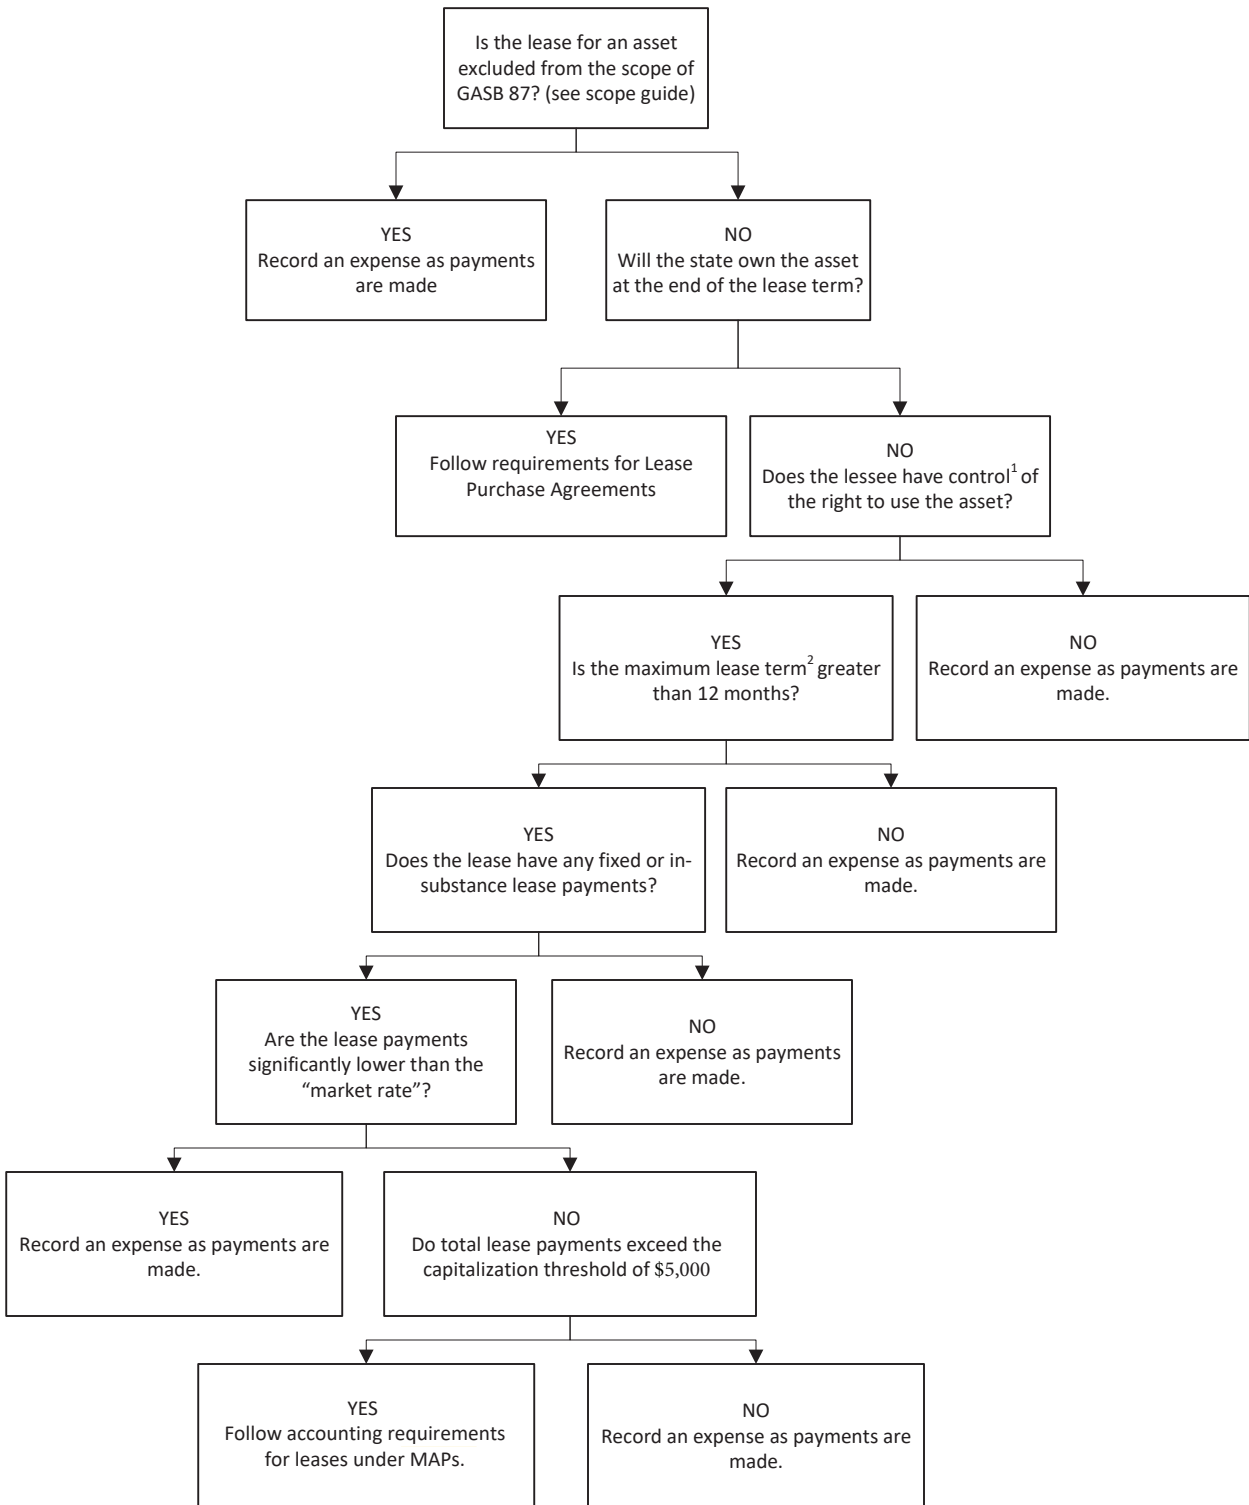 Is the lease for an asset
excluded from the scope of
GASB 87? (see scope guide)
YES
Record an expense as payments
are made
NO
Will the state own the asset
at the end of the lease term?
YES
Follow requirements for Lease
Purchase Agreements
NO
Does the lessee have control¹ of
the right to use the asset?
YES
Is the maximum lease term² greater
than 12 months?
NO
Record an expense as payments are
made.
YES
Does the lease have any fixed or in-
substance lease payments?
NO
Record an expense as payments are
made.
YES
Are the lease payments
significantly lower than the
“market rate”?
NO
Record an expense as payments
are made.
YES
Record an expense as payments are
made.
NO
Do total lease payments exceed the
capitalization threshold of $5,000
YES
Follow accounting requirements
for leases under MAPs.
NO
Record an expense as payments are
made.